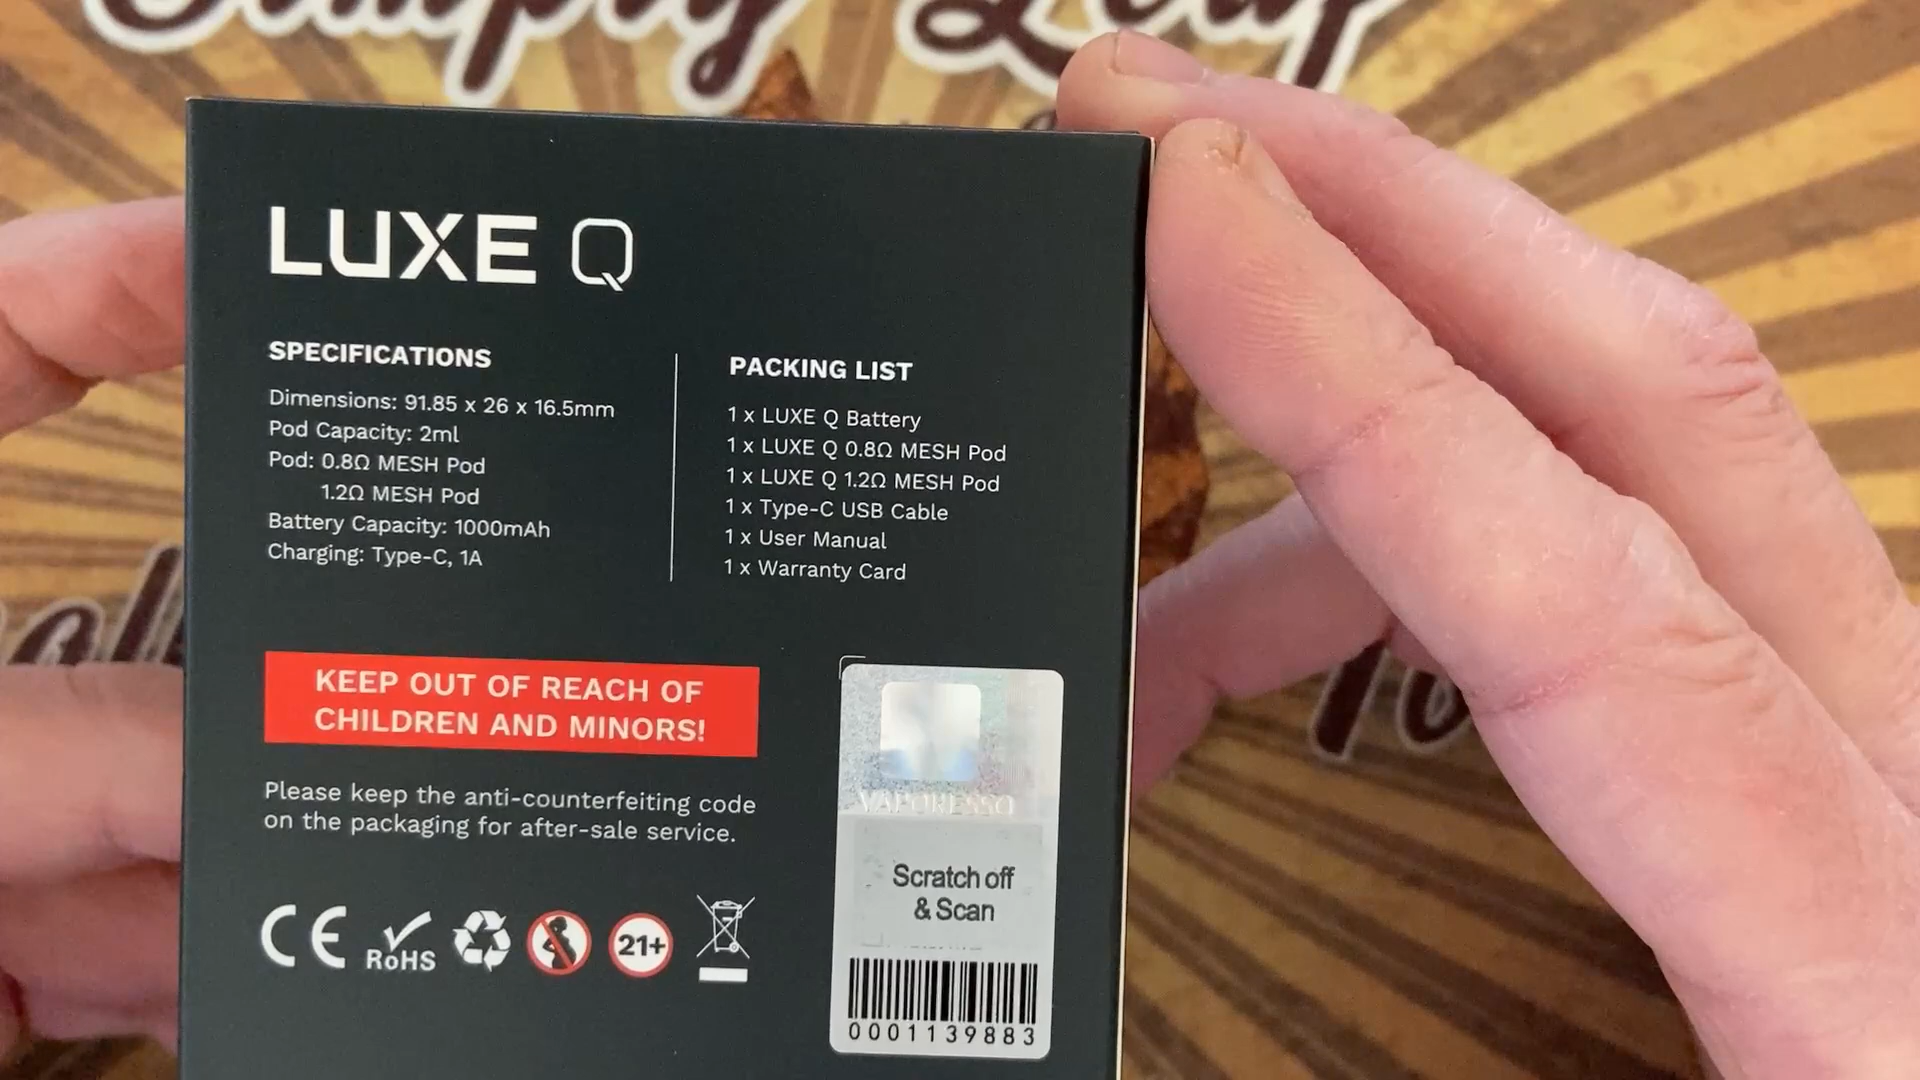 LUXE Q
SPECIFICATIONS
Dimensions: 91.85 x 26 x 16.5mm
Pod Capacity: 2ml
Pod: 0.8Ω MESH Pod
1.2Ω MESH Pod
Battery Capacity: 1000mAh
Charging: Type-C, 1A
PACKING LIST
1 x LUXE Q Battery
1 x LUXE Q 0.8Ω MESH Pod
1 x LUXE Q 1.2Ω MESH Pod
1 x Type-C USB Cable
1 x User Manual
1 x Warranty Card
KEEP OUT OF REACH OF
CHILDREN AND MINORS!
Please keep the anti-counterfeiting code
on the packaging for after-sale service.
CE
RoHS
21+
VAPORESSO
Scratch off
& Scan
0001139883